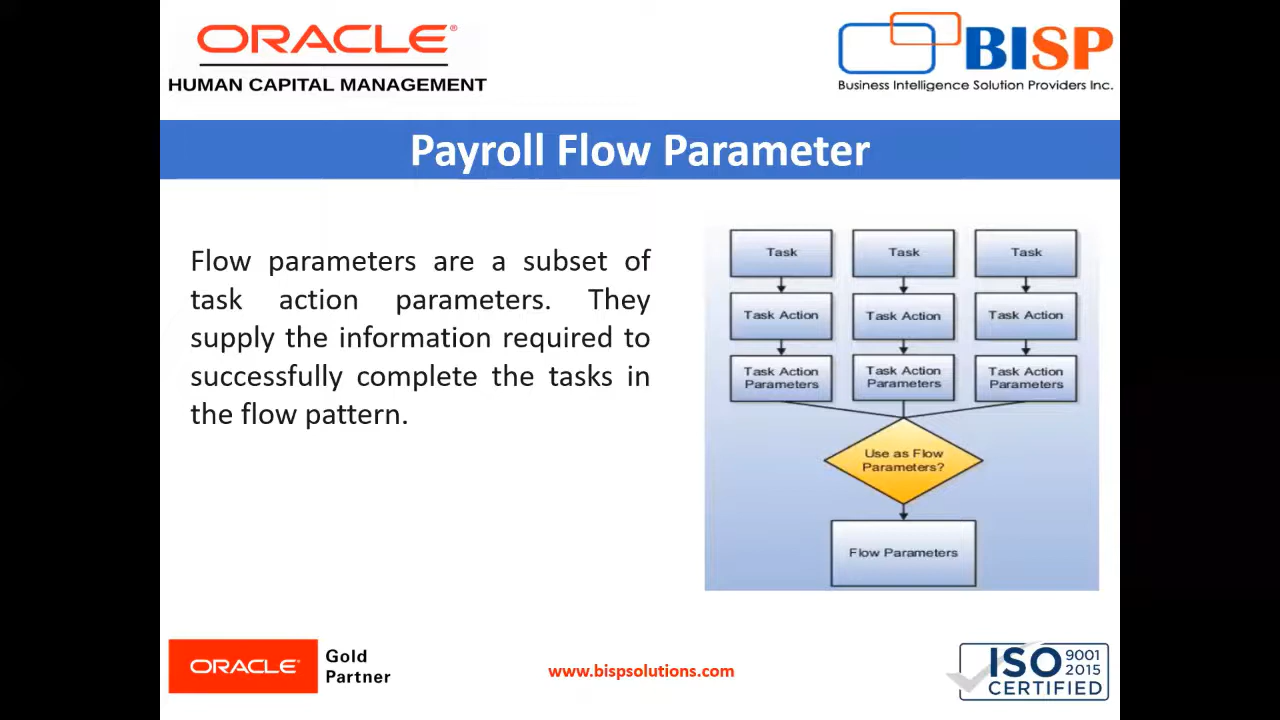 ORACLE®
HUMAN CAPITAL MANAGEMENT
BISP
Business Intelligence Solution Providers Inc.
Payroll Flow Parameter
Flow parameters are a subset of
task action parameters. They
supply the information required to
successfully complete the tasks in
the flow pattern.
Task Task Task
Task Action Task Action Task Action
Task Action Task Action Task Action
Parameters Parameters Parameters
Use as Flow
Parameters?
Flow Parameters
ORACLE® Gold
Partner
www.bispsolutions.com
ISO 9001
2015
CERTIFIED